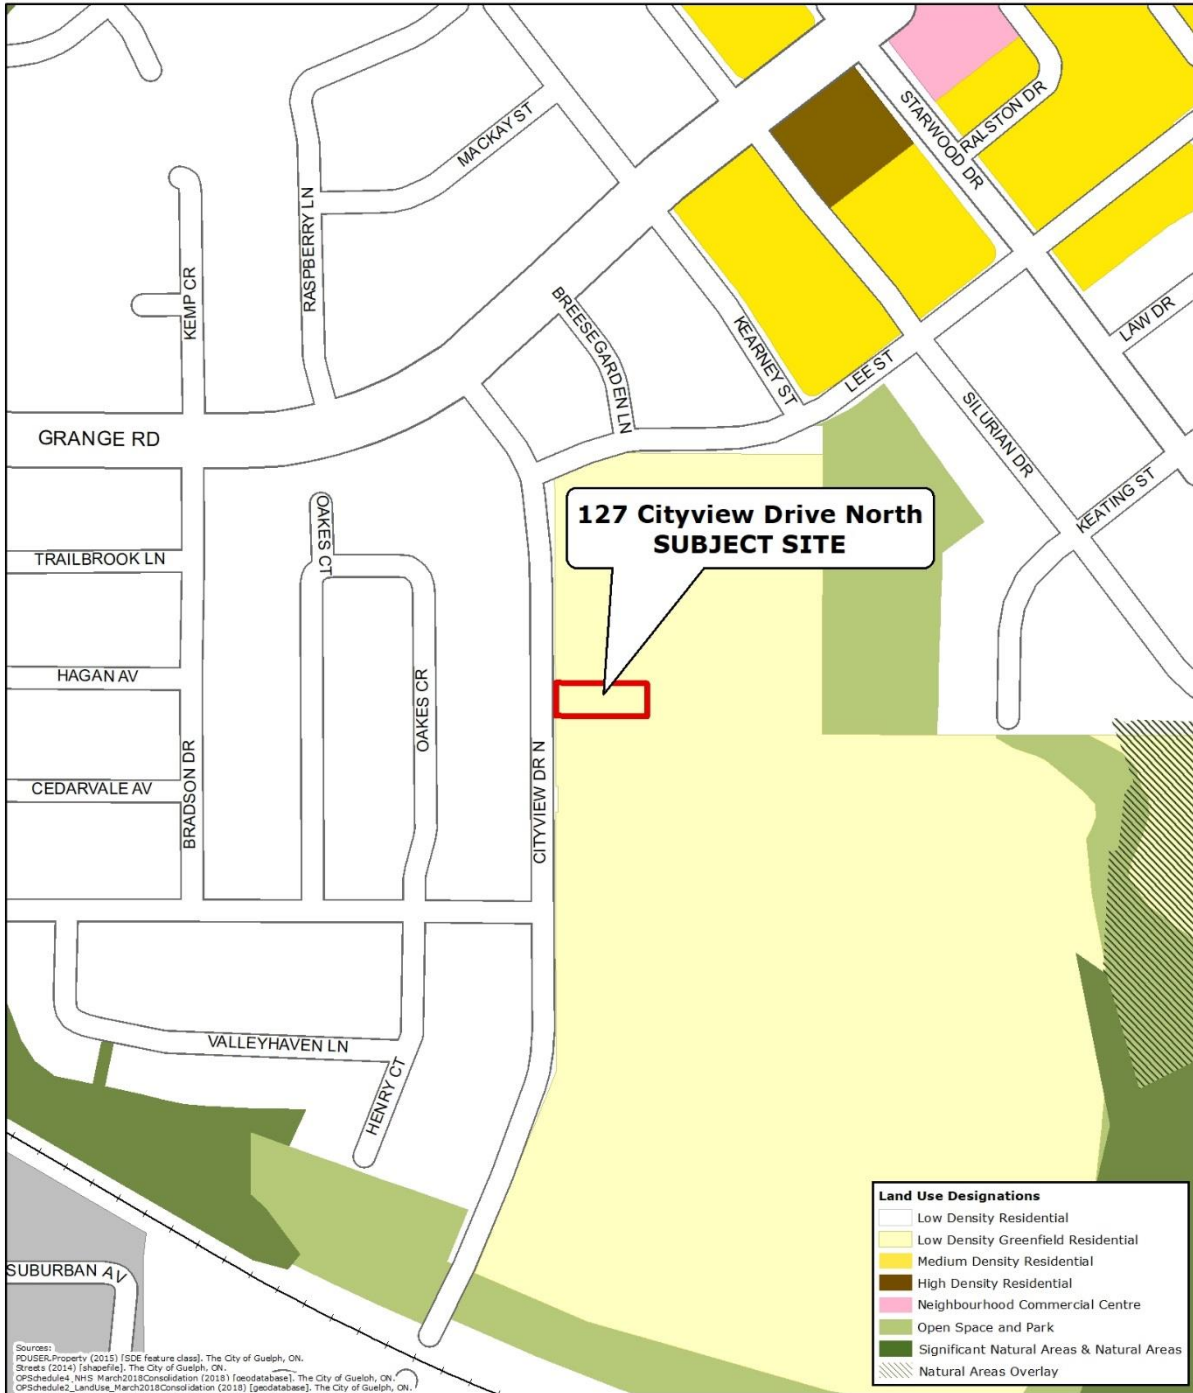 MACKAY ST
STARWOOD DR
RALSTON DR
RASPBERRY LN
KEMP CR
BREESEGARDEN LN
KEARNEY ST
LEE ST
LAW DR
SILURIAN DR
KEATING ST
GRANGE RD
OAKES CT
127 Cityview Drive North
SUBJECT SITE
TRAILBROOK LN
HAGAN AV
OAKES CR
BRADSON DR
CITYVIEW DR N
CEDARVALE AV
VALLEYHAVEN LN
HENRY CT
SUBURBAN AV
Land Use Designations
Low Density Residential
Low Density Greenfield Residential
Medium Density Residential
High Density Residential
Neighbourhood Commercial Centre
Open Space and Park
Significant Natural Areas & Natural Areas
Natural Areas Overlay
Sources:
PDUSER.Property (2015) [SDE feature class]. The City of Guelph, ON.
Streets (2014) [shapefile]. The City of Guelph, ON.
OPSchedule4_NHS_March2018Consolidation (2018) [geodatabase]. The City of Guelph, ON.
OPSchedule2_LandUse_March2018Consolidation (2018) [geodatabase]. The City of Guelph, ON.